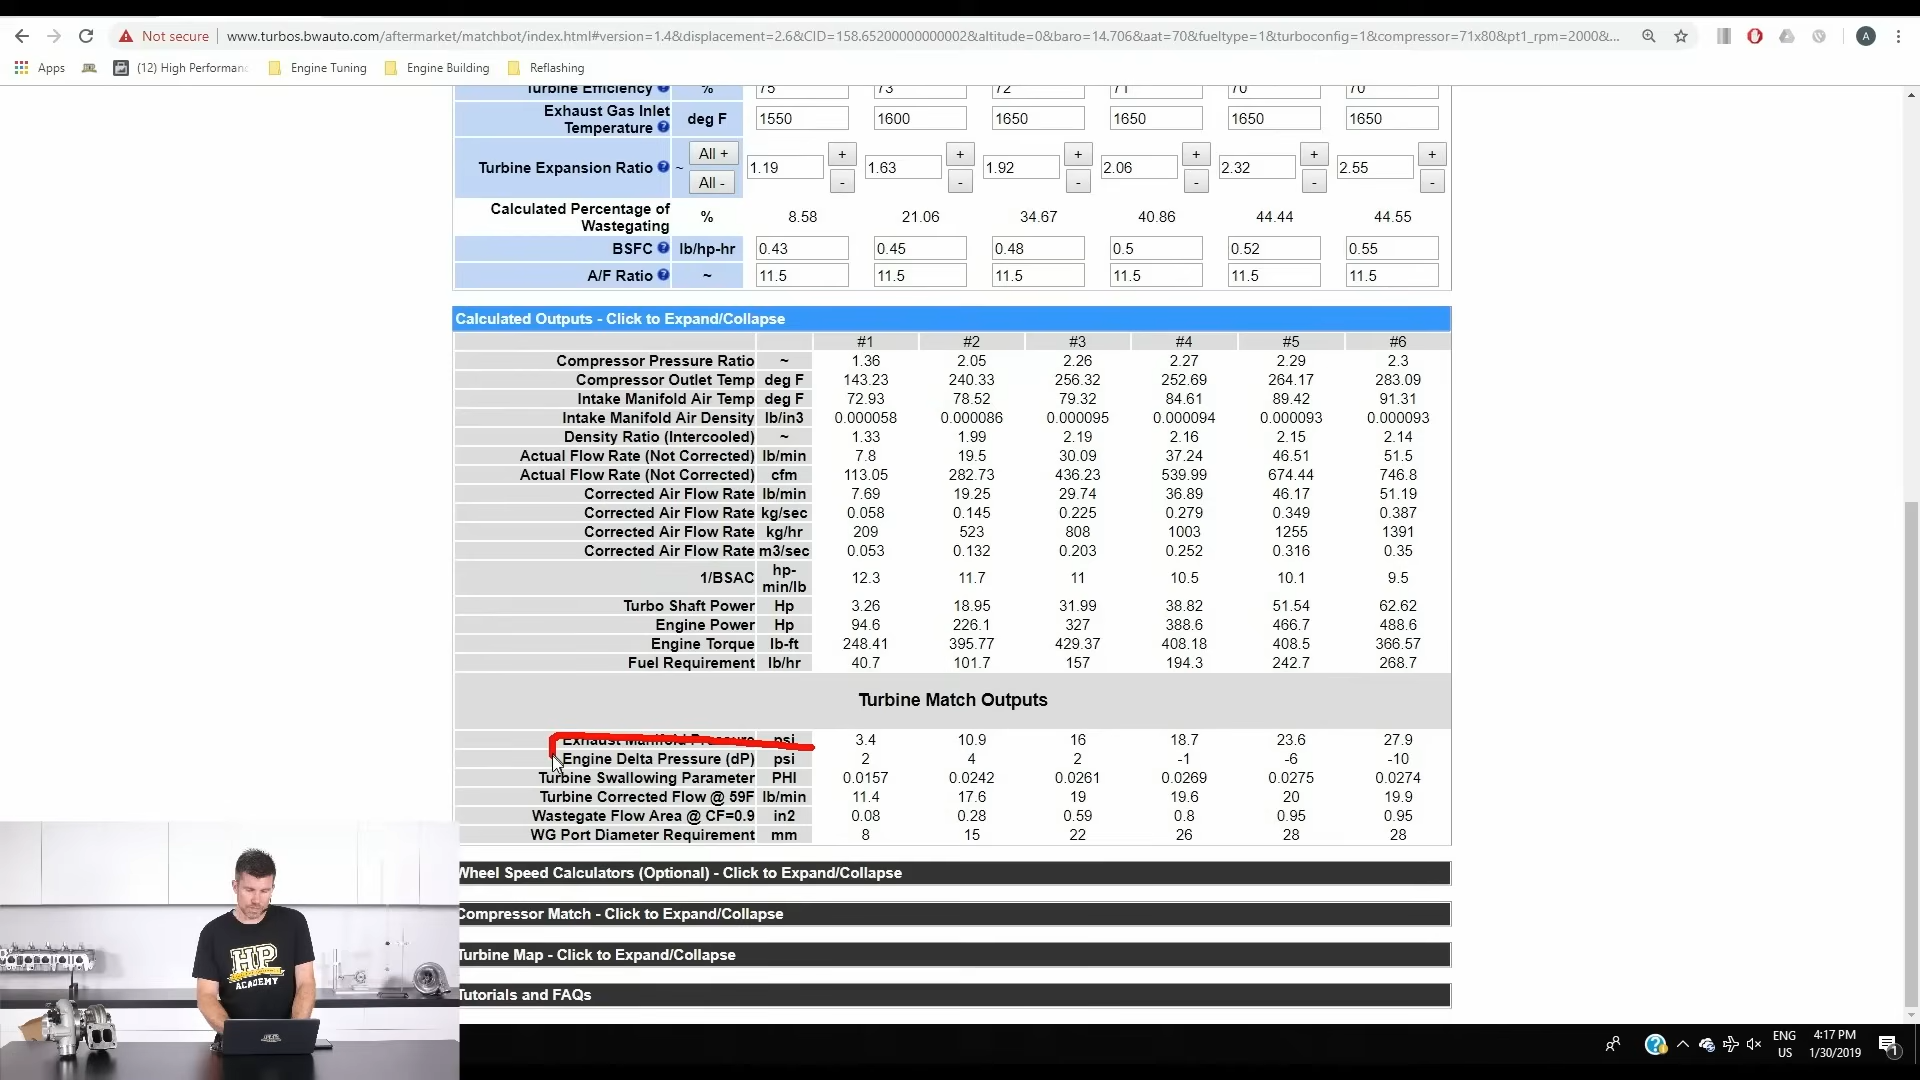 Not secure
www.turbos.bwauto.com/aftermarket/matchbot/index.html#version=1.4&displacement=2.6&CID=158.65200000000002&altitude=0&baro=14.706&aat=70&fueltype=1&turboconfig=1&compressor=71x80&pt1_rpm=2000&...
A
Apps (12) High Performanc Engine Tuning Engine Building Reflashing
Turbine Efficiency % 75 73 72 71 70 70
Exhaust Gas Inlet Temperature deg F 1550 1600 1650 1650 1650 1650
All +
Turbine Expansion Ratio ~ 1.19 + 1.63 + 1.92 + 2.06 + 2.32 + 2.55 +
All - - - - - - -
Calculated Percentage of Wastegating % 8.58 21.06 34.67 40.86 44.44 44.55
BSFC lb/hp-hr 0.43 0.45 0.48 0.5 0.52 0.55
A/F Ratio ~ 11.5 11.5 11.5 11.5 11.5 11.5
Calculated Outputs - Click to Expand/Collapse
#1 #2 #3 #4 #5 #6
Compressor Pressure Ratio ~ 1.36 2.05 2.26 2.27 2.29 2.3
Compressor Outlet Temp deg F 143.23 240.33 256.32 252.69 264.17 283.09
Intake Manifold Air Temp deg F 72.93 78.52 79.32 84.61 89.42 91.31
Intake Manifold Air Density lb/in3 0.000058 0.000086 0.000095 0.000094 0.000093 0.000093
Density Ratio (Intercooled) ~ 1.33 1.99 2.19 2.16 2.15 2.14
Actual Flow Rate (Not Corrected) lb/min 7.8 19.5 30.09 37.24 46.51 51.5
Actual Flow Rate (Not Corrected) cfm 113.05 282.73 436.23 539.99 674.44 746.8
Corrected Air Flow Rate lb/min 7.69 19.25 29.74 36.89 46.17 51.19
Corrected Air Flow Rate kg/sec 0.058 0.145 0.225 0.279 0.349 0.387
Corrected Air Flow Rate kg/hr 209 523 808 1003 1255 1391
Corrected Air Flow Rate m3/sec 0.053 0.132 0.203 0.252 0.316 0.35
1/BSAC hp-min/lb 12.3 11.7 11 10.5 10.1 9.5
Turbo Shaft Power Hp 3.26 18.95 31.99 38.82 51.54 62.62
Engine Power Hp 94.6 226.1 327 388.6 466.7 488.6
Engine Torque lb-ft 248.41 395.77 429.37 408.18 408.5 366.57
Fuel Requirement lb/hr 40.7 101.7 157 194.3 242.7 268.7
Turbine Match Outputs
Exhaust Manifold Pressure psi 3.4 10.9 16 18.7 23.6 27.9
Engine Delta Pressure (dP) psi 2 4 2 -1 -6 -10
Turbine Swallowing Parameter PHI 0.0157 0.0242 0.0261 0.0269 0.0275 0.0274
Turbine Corrected Flow @ 59F lb/min 11.4 17.6 19 19.6 20 19.9
Wastegate Flow Area @ CF=0.9 in2 0.08 0.28 0.59 0.8 0.95 0.95
WG Port Diameter Requirement mm 8 15 22 26 28 28
Wheel Speed Calculators (Optional) - Click to Expand/Collapse
Compressor Match - Click to Expand/Collapse
Turbine Map - Click to Expand/Collapse
Tutorials and FAQs
HP
ACADEMY
ENG
US
4:17 PM
1/30/2019
1